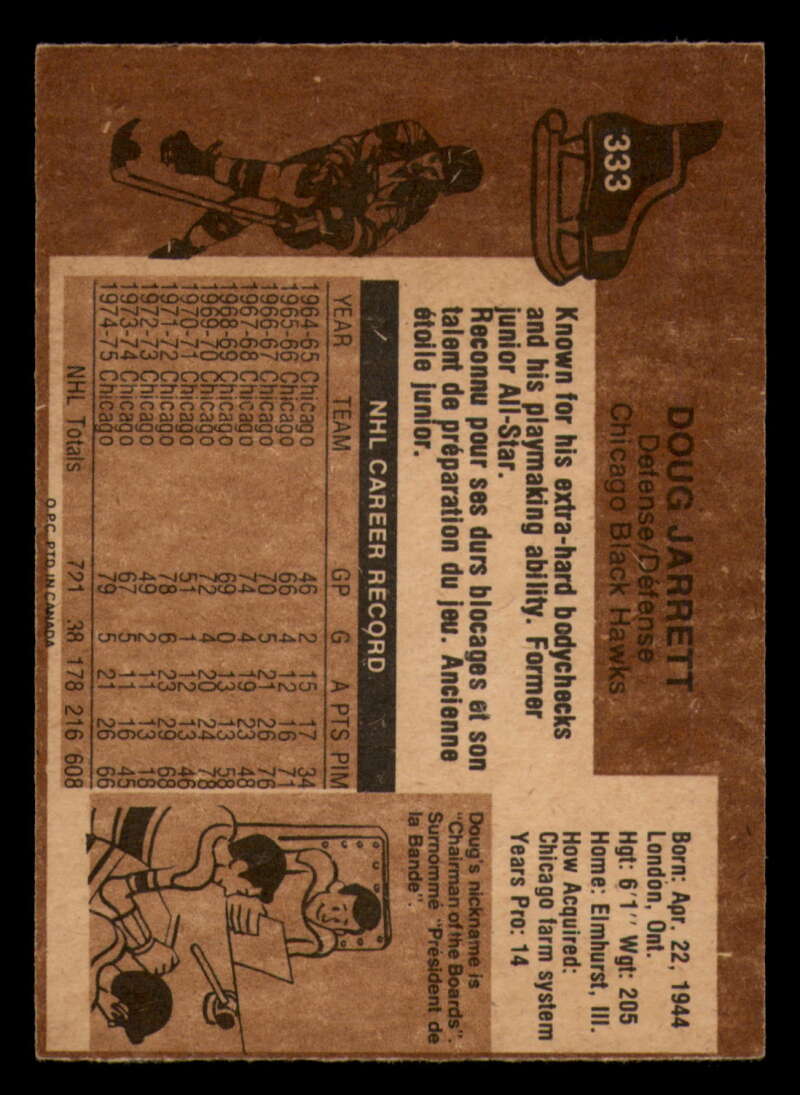 333
DOUG JARRETT
Defense/Défense
Chicago Black Hawks
Known for his extra-hard bodychecks
and his playmaking ability. Former
junior All-Star.
Reconnu pour ses durs blocages et son
talent de préparation du jeu. Ancienne
étoile junior.
Born: Apr. 22, 1944
London, Ont.
Hgt: 6'1" Wgt: 205
Home: Elmhurst, Ill.
How Acquired:
Chicago farm system
Years Pro: 14
NHL CAREER RECORD
YEAR TEAM GP G A PTS PIM
1964-65 Chicago 46 2 15 17 34
1965-66 Chicago 66 4 12 16 71
1966-67 Chicago 70 5 21 26 76
1967-68 Chicago 74 4 19 23 48
1968-69 Chicago 69 0 13 13 58
1969-70 Chicago 72 4 20 24 78
1970-71 Chicago 51 1 12 13 46
1971-72 Chicago 78 6 23 29 68
1972-73 Chicago 49 2 11 13 18
1973-74 Chicago 67 5 11 16 45
1974-75 Chicago 79 5 21 26 66
NHL Totals 721 38 178 216 608
Doug's nickname is
"Chairman of the Boards".
Surnommé "Président de
la Bande".
O.P.C. PTD. IN CANADA